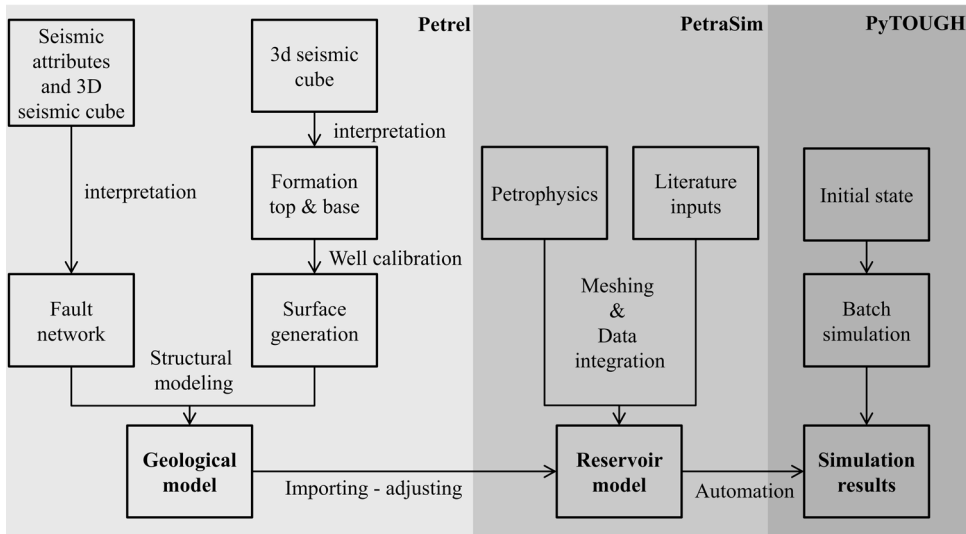 Petrel
PetraSim
PyTOUGH
Seismic
attributes
and 3D
seismic cube
3d seismic
cube
interpretation
interpretation
Formation
top & base
Well calibration
Fault
network
Surface
generation
Structural
modeling
Geological
model
Importing - adjusting
Petrophysics
Literature
inputs
Meshing
&
Data
integration
Reservoir
model
Automation
Initial state
Batch
simulation
Simulation
results